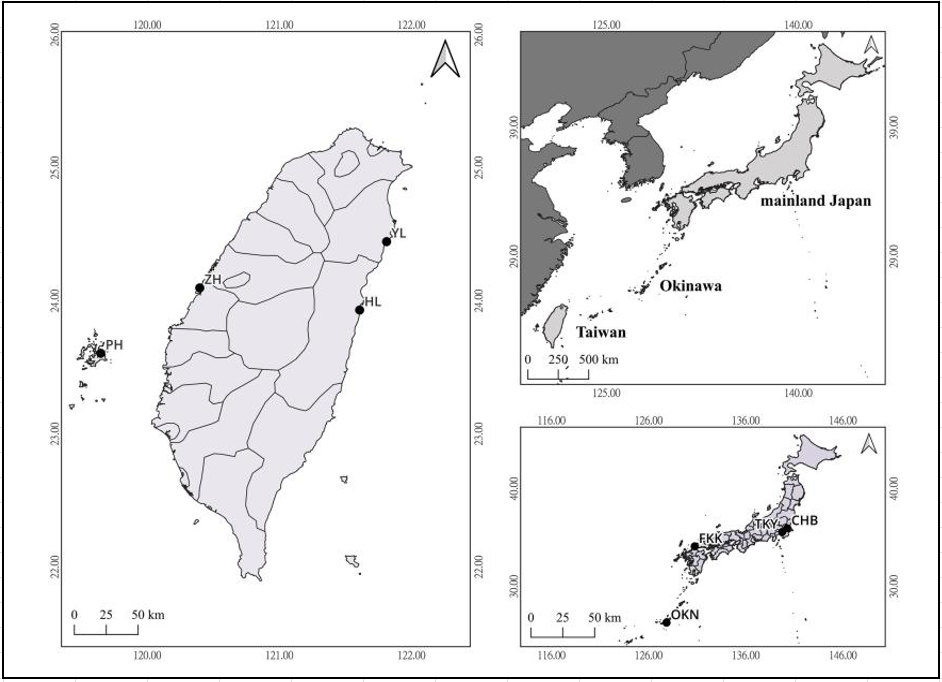 120.00 121.00 122.00
26.00 26.00
25.00 25.00
YL
ZH
24.00 HL 24.00
PH
23.00 23.00
22.00 22.00
0 25 50 km
120.00 121.00 122.00
125.00 140.00
39.00 39.00
mainland Japan
29.00 29.00
Okinawa
Taiwan
0 250 500 km
125.00 140.00
116.00 126.00 136.00 146.00
40.00 40.00
TKY CHB
FKK
30.00 30.00
OKN
0 25 50 km
116.00 126.00 136.00 146.00